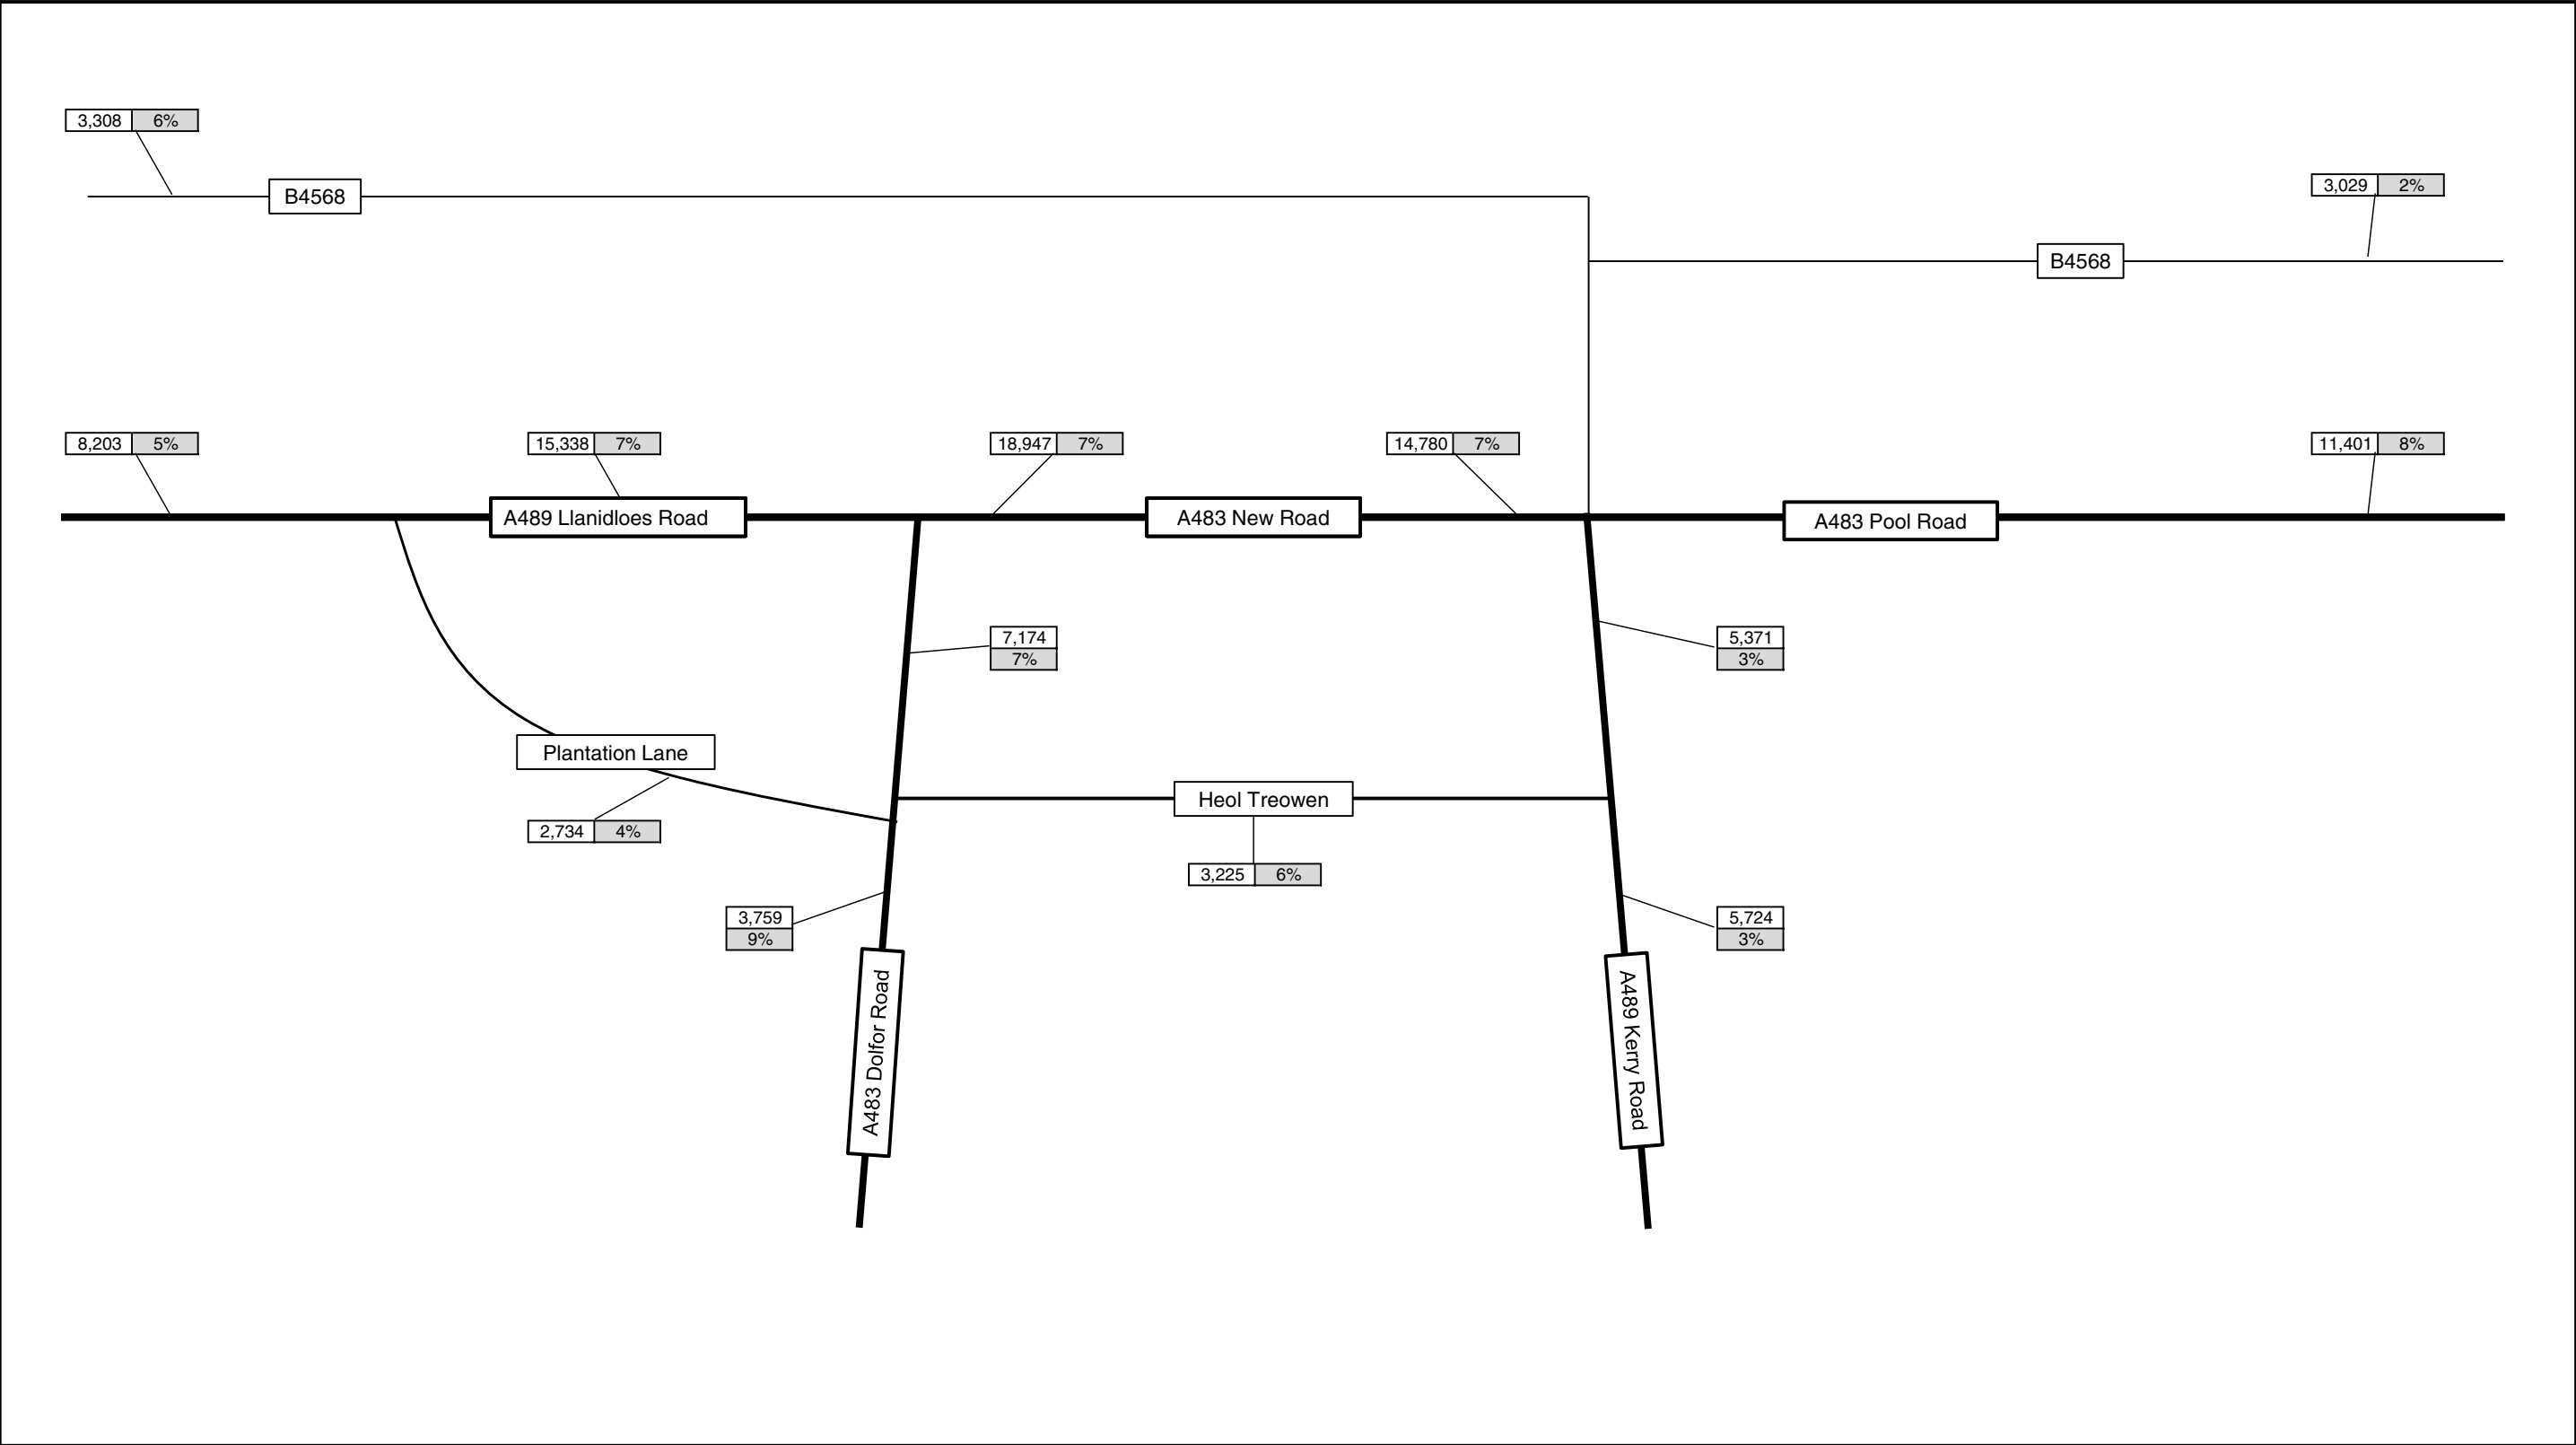 3,308 6%
B4568
3,029 2%
B4568
8,203 5%
15,338 7%
18,947 7%
14,780 7%
11,401 8%
A489 Llanidloes Road
A483 New Road
A483 Pool Road
7,174
7%
5,371
3%
Plantation Lane
2,734 4%
Heol Treowen
3,225 6%
3,759
9%
5,724
3%
A483 Dolfor Road
A489 Kerry Road